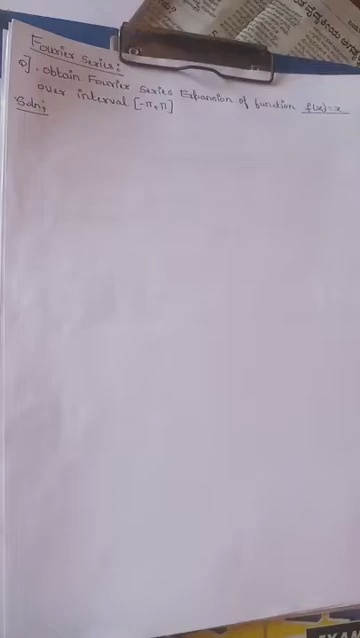 Fourier Series:
Q]. Obtain Fourier Series Expansion of function f(x)=x
over interval [-π, π]
Soln: